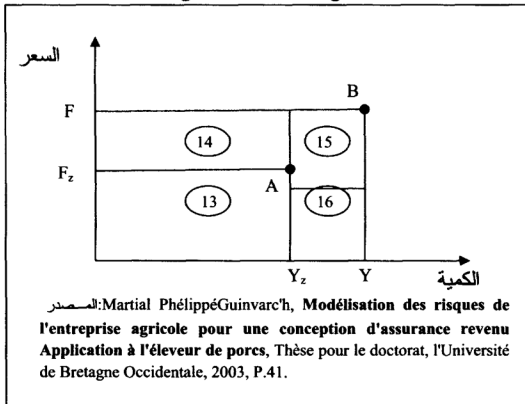 السعر
B
F
14
15
F_z
A
13
16
Y_z
Y
الكمية
المــصدر:Martial PhélippéGuinvarc'h, Modélisation des risques de
l'entreprise agricole pour une conception d'assurance revenu
Application à l'éleveur de porcs, Thèse pour le doctorat, l'Université
de Bretagne Occidentale, 2003, P.41.